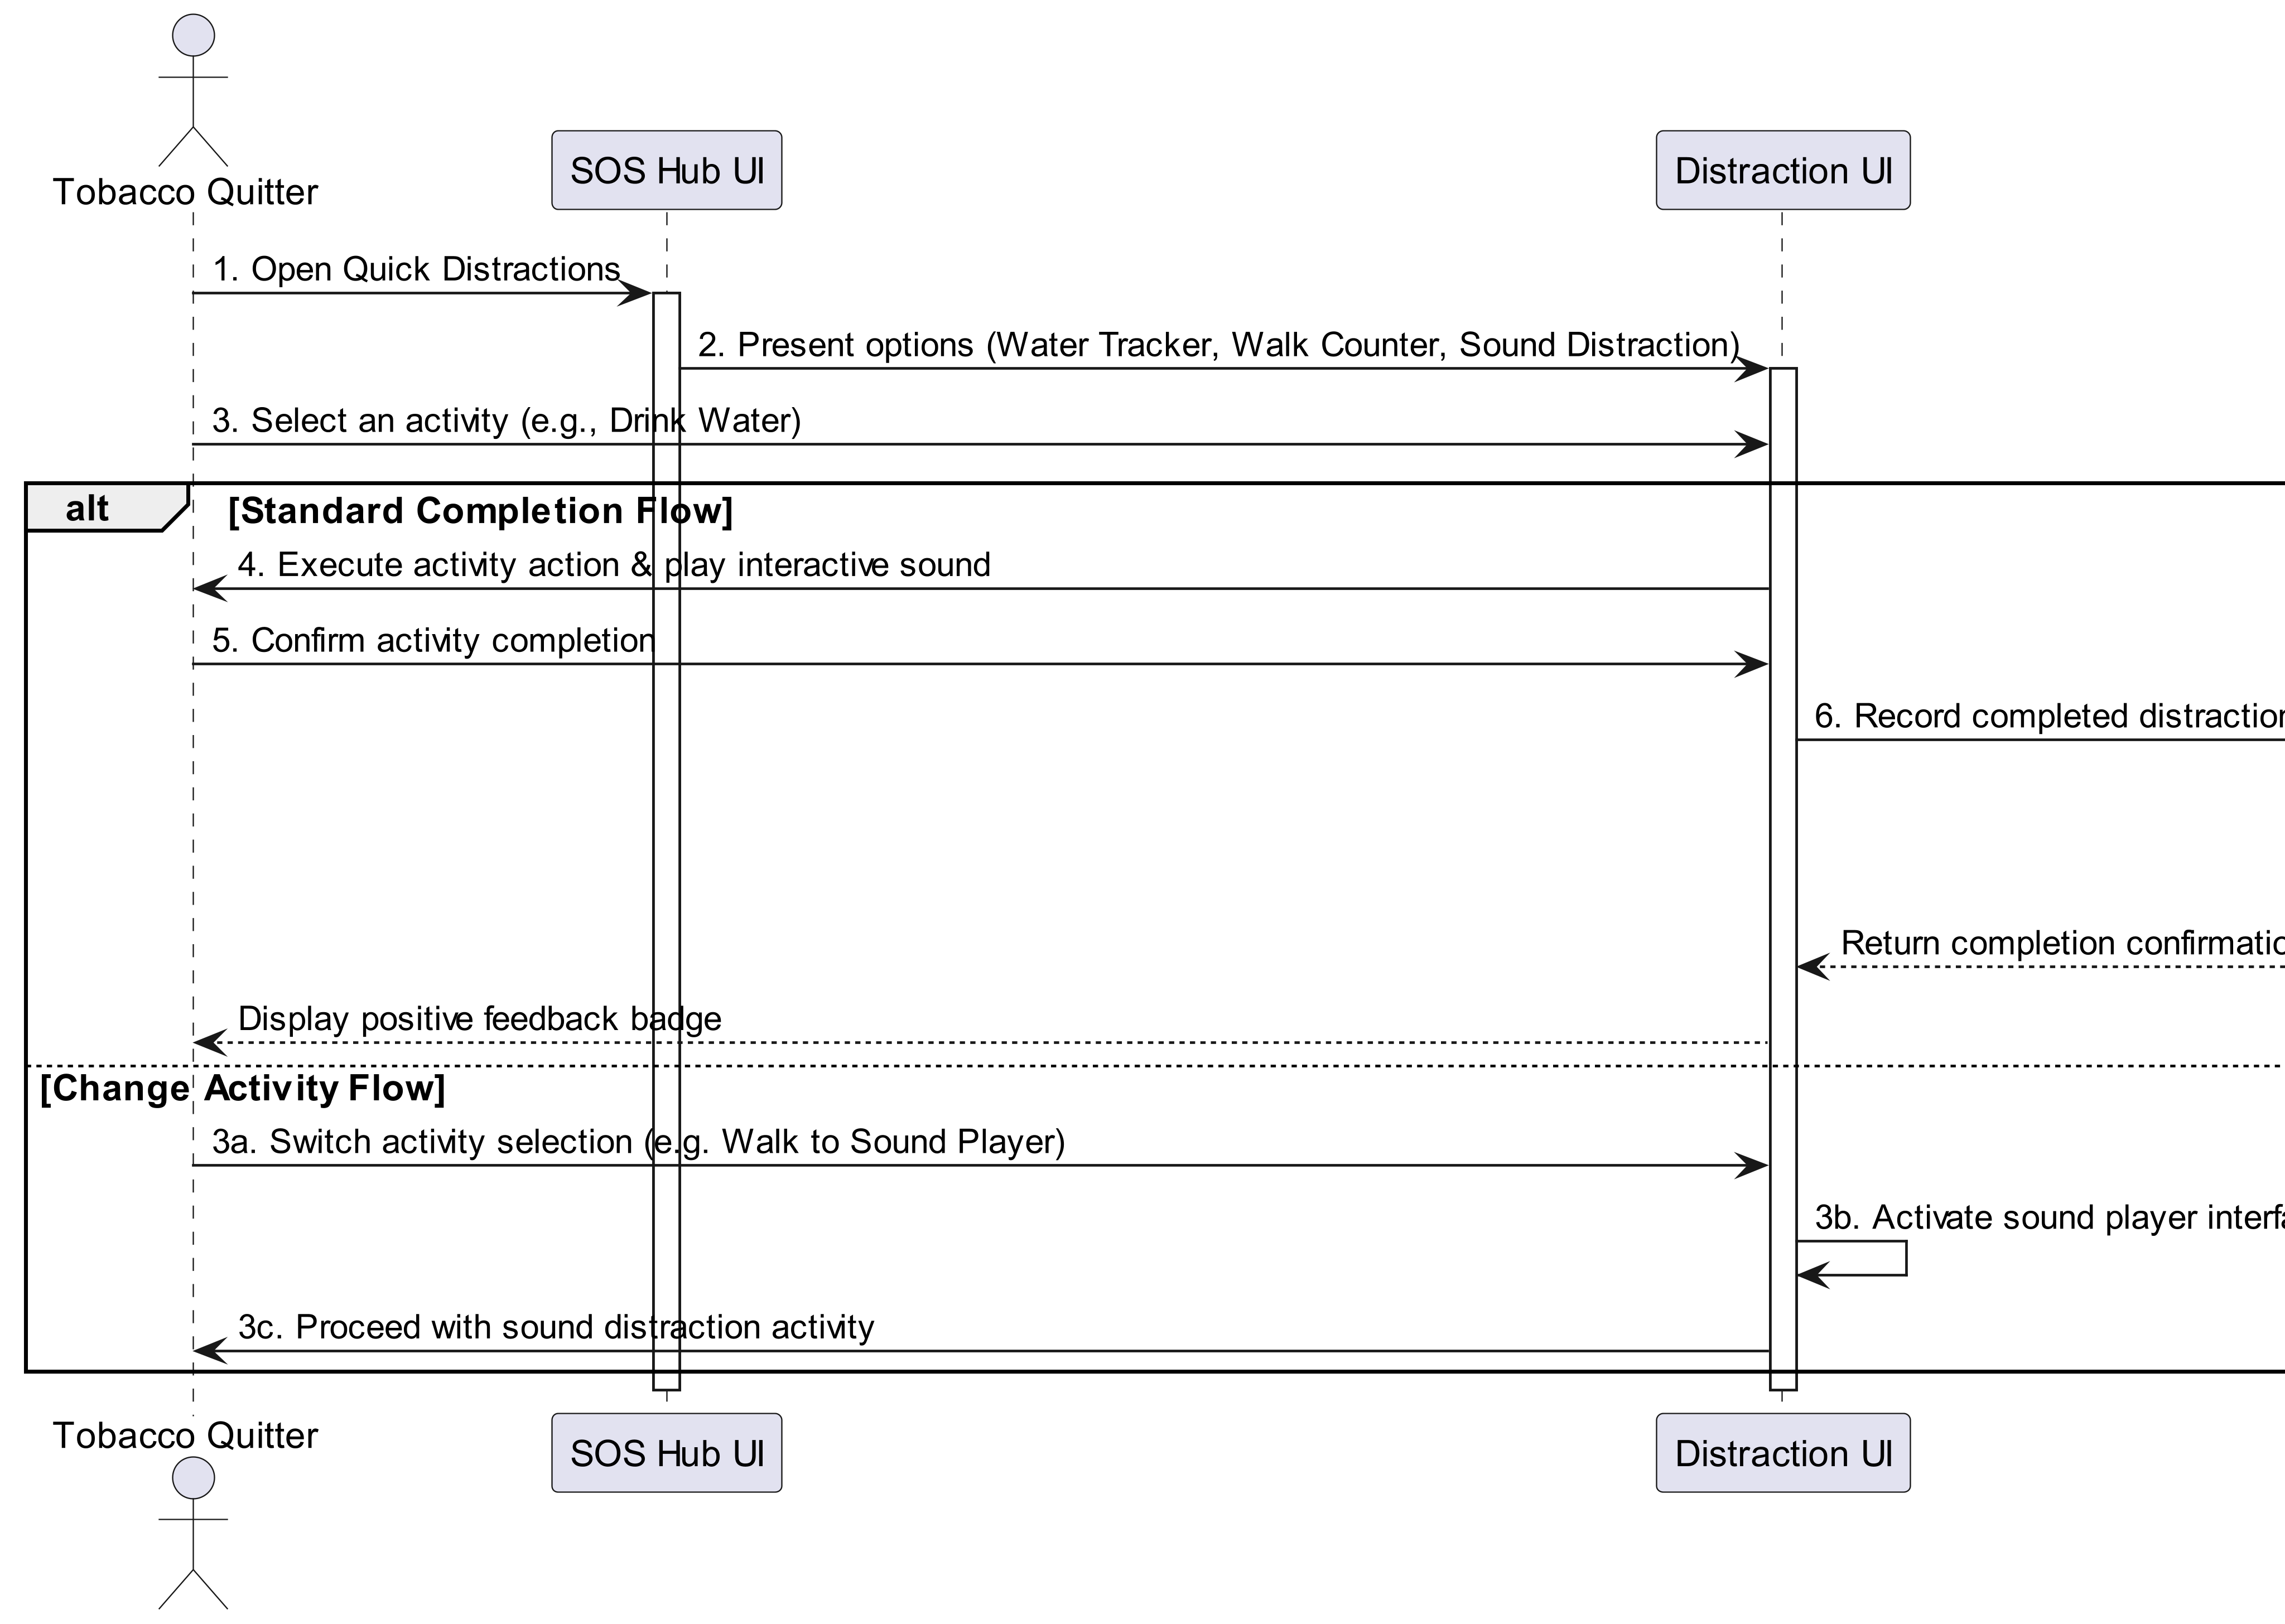 Tobacco Quitter
SOS Hub UI
Distraction UI
1. Open Quick Distractions
2. Present options (Water Tracker, Walk Counter, Sound Distraction)
3. Select an activity (e.g., Drink Water)
alt
[Standard Completion Flow]
4. Execute activity action & play interactive sound
5. Confirm activity completion
6. Record completed distraction
Return completion
Display positive feedback badge
[Change Activity Flow]
3a. Switch activity selection (e.g. Walk to Sound Player)
3b. Activate sound player
3c. Proceed with sound distraction activity
Tobacco Quitter
SOS Hub UI
Distraction UI